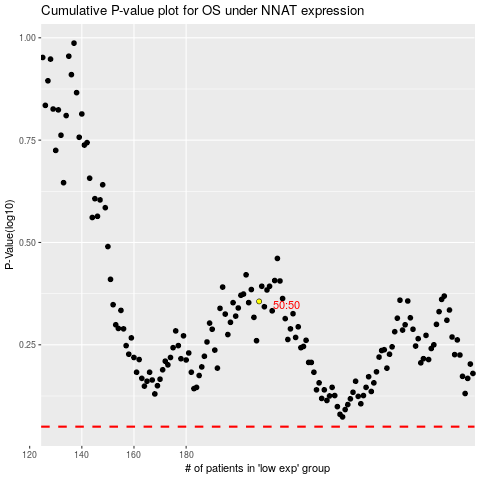 Cumulative P-value plot for OS under NNAT expression
P-Value(log10)
1.00
0.75
0.50
0.25
50:50
120 140 160 180
# of patients in 'low exp' group